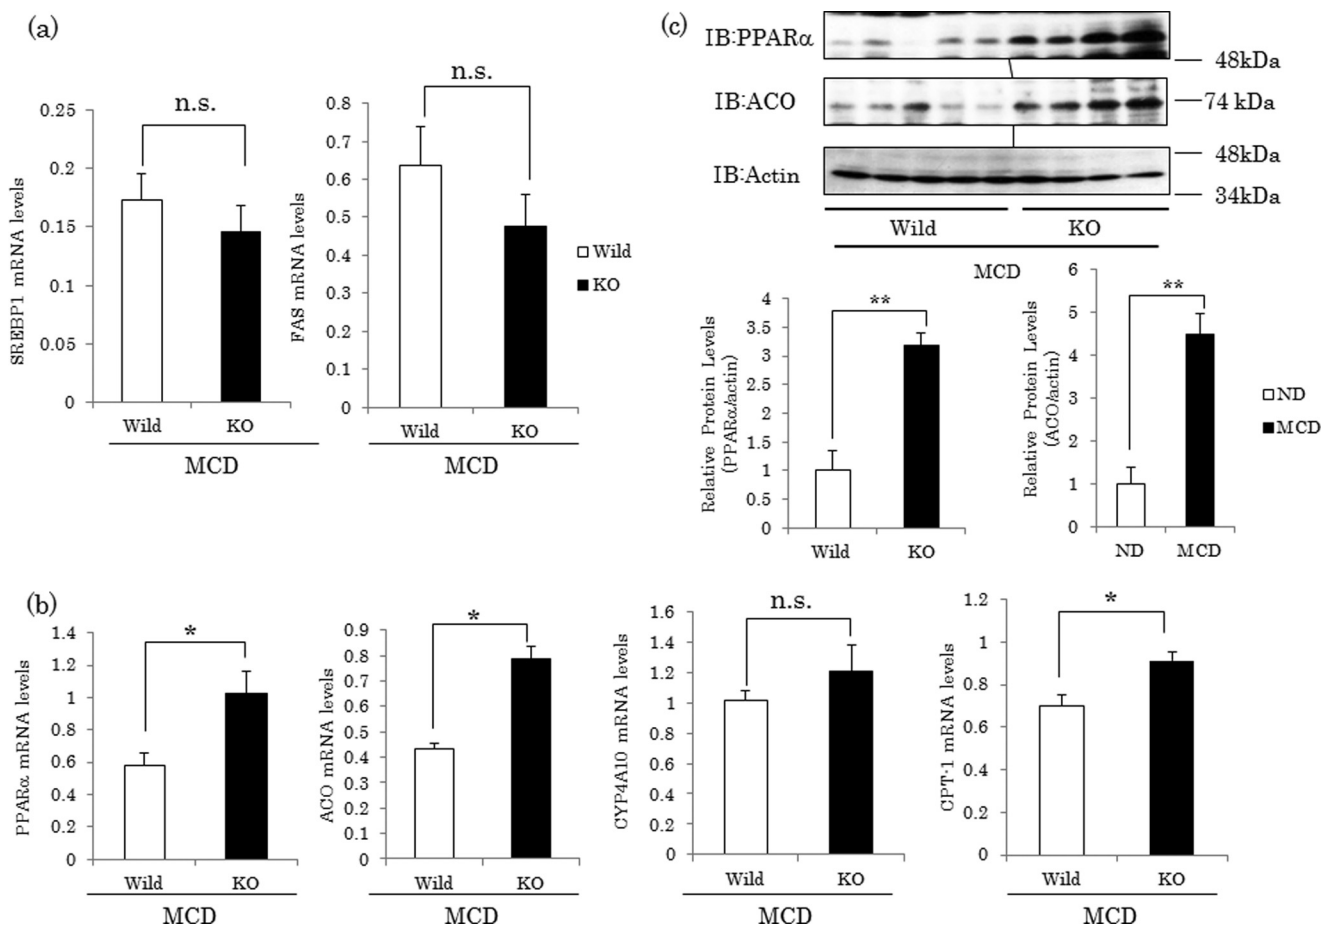 (a)
n.s.
0.25
0.2
0.15
0.1
0.05
0
SREBP1 mRNA levels
Wild
KO
MCD
n.s.
0.8
0.7
0.6
0.5
0.4
0.3
0.2
0.1
0
FAS mRNA levels
Wild
KO
MCD
Wild
KO
(c)
IB:PPARα
48kDa
IB:ACO
74 kDa
IB:Actin
48kDa
34kDa
Wild
KO
MCD
**
4
3.5
3
2.5
2
1.5
1
0.5
0
Relative Protein Levels
(PPARα/actin)
Wild
KO
**
6
5
4
3
2
1
0
Relative Protein Levels
(ACO/actin)
ND
MCD
ND
MCD
(b)
*
1.4
1.2
1
0.8
0.6
0.4
0.2
0
PPARα mRNA levels
Wild
KO
MCD
*
0.9
0.8
0.7
0.6
0.5
0.4
0.3
0.2
0.1
0
ACO mRNA levels
Wild
KO
MCD
n.s.
1.6
1.4
1.2
1
0.8
0.6
0.4
0.2
0
CYP4A10 mRNA levels
Wild
KO
MCD
*
1.2
1
0.8
0.6
0.4
0.2
0
CPT-1 mRNA levels
Wild
KO
MCD